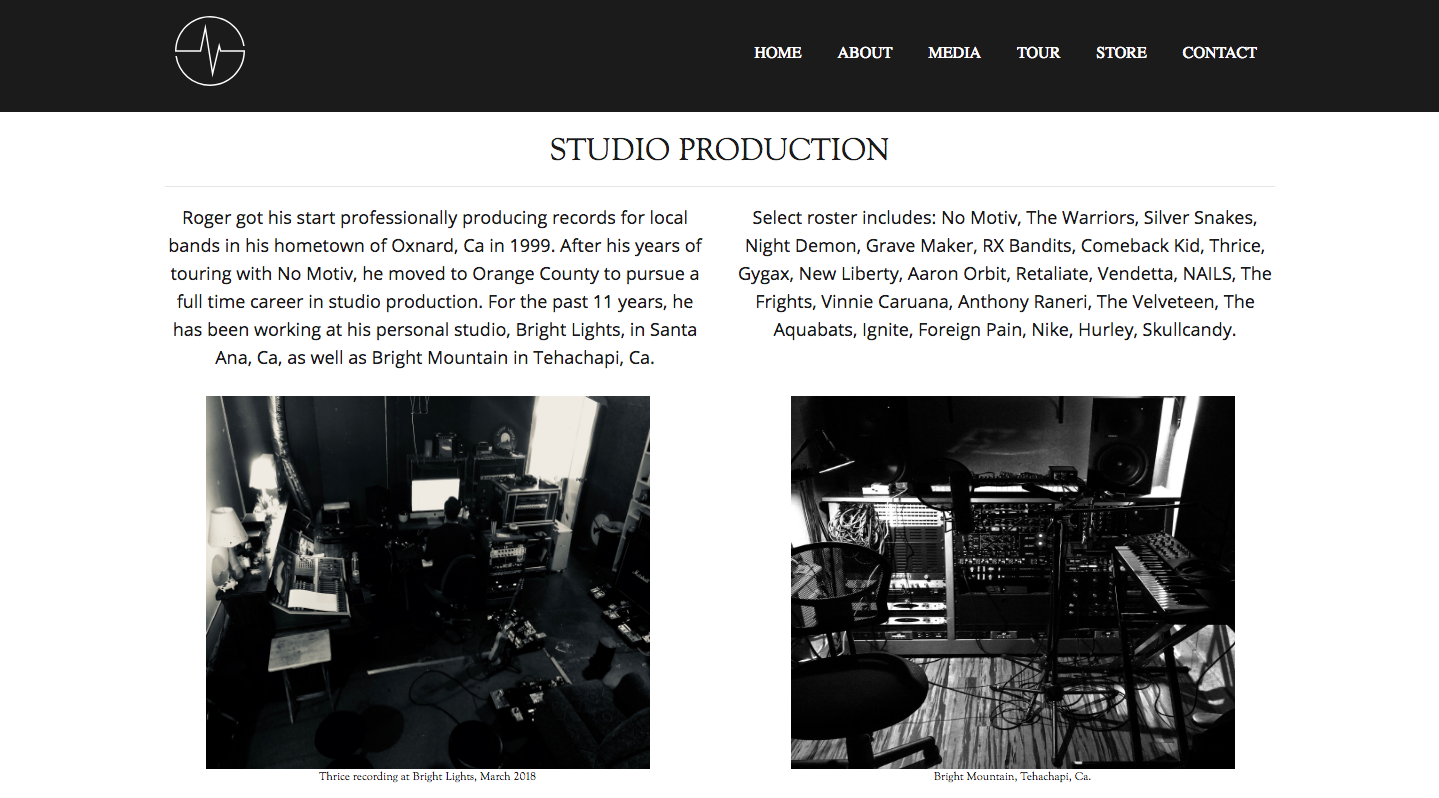 HOME ABOUT MEDIA TOUR STORE CONTACT
STUDIO PRODUCTION
Roger got his start professionally producing records for local
bands in his hometown of Oxnard, Ca in 1999. After his years of
touring with No Motiv, he moved to Orange County to pursue a
full time career in studio production. For the past 11 years, he
has been working at his personal studio, Bright Lights, in Santa
Ana, Ca, as well as Bright Mountain in Tehachapi, Ca.
Select roster includes: No Motiv, The Warriors, Silver Snakes,
Night Demon, Grave Maker, RX Bandits, Comeback Kid, Thrice,
Gygax, New Liberty, Aaron Orbit, Retaliate, Vendetta, NAILS, The
Frights, Vinnie Caruana, Anthony Raneri, The Velveteen, The
Aquabats, Ignite, Foreign Pain, Nike, Hurley, Skullcandy.
Thrice recording at Bright Lights, March 2018
Bright Mountain, Tehachapi, Ca.